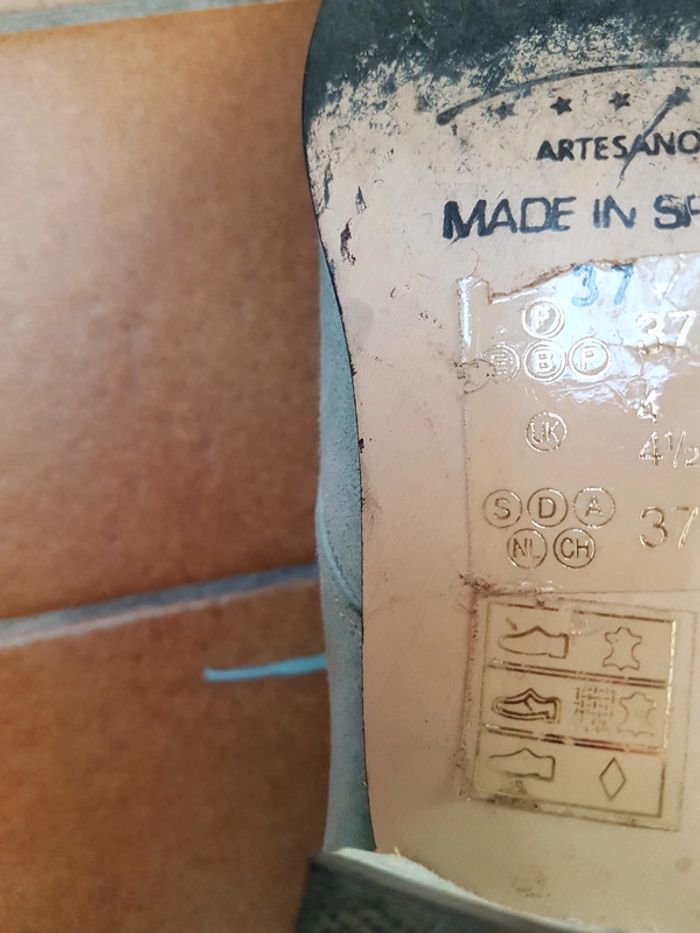 ARTESANO
MADE IN SP
37
F 37
E B P
4
UK 4½
S D A 37
NL CH